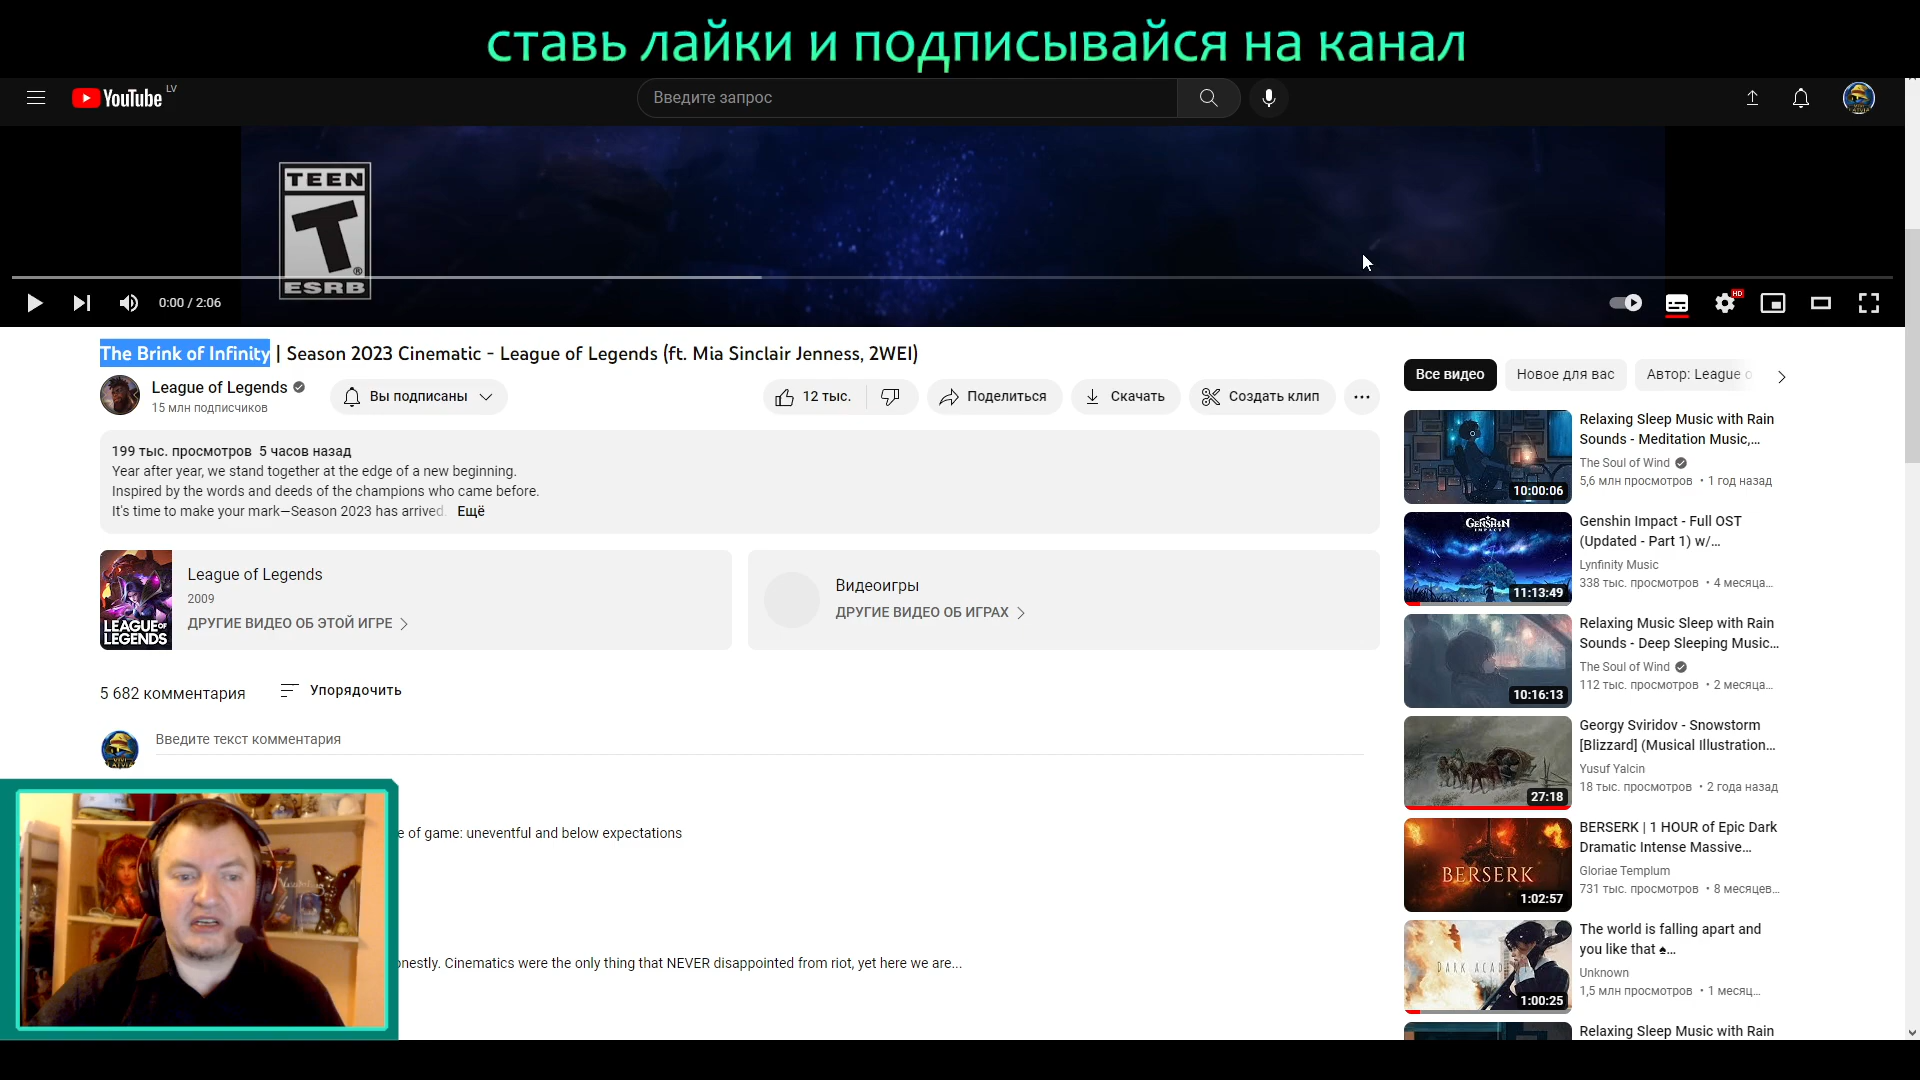 ставь лайки и подписывайся на канал
YouTube LV
Введите запрос
TEEN
T
ESRB
0:00 / 2:06
HD
The Brink of Infinity | Season 2023 Cinematic - League of Legends (ft. Mia Sinclair Jenness, 2WEI)
League of Legends
15 млн подписчиков
Вы подписаны
12 тыс.
Поделиться
Скачать
Создать клип
199 тыс. просмотров 5 часов назад
Year after year, we stand together at the edge of a new beginning.
Inspired by the words and deeds of the champions who came before.
It's time to make your mark—Season 2023 has arrived. Ещё
LEAGUE OF
LEGENDS
League of Legends
2009
ДРУГИЕ ВИДЕО ОБ ЭТОЙ ИГРЕ
Видеоигры
ДРУГИЕ ВИДЕО ОБ ИГРАХ
5 682 комментария
Упорядочить
Введите текст комментария
e of game: uneventful and below expectations
onestly. Cinematics were the only thing that NEVER disappointed from riot, yet here we are...
Все видео
Новое для вас
Автор: League o
10:00:06
Relaxing Sleep Music with Rain
Sounds - Meditation Music,...
The Soul of Wind
5,6 млн просмотров • 1 год назад
GENSHIN
IMPACT
11:13:49
Genshin Impact - Full OST
(Updated - Part 1) w/...
Lynfinity Music
338 тыс. просмотров • 4 месяца...
10:16:13
Relaxing Music Sleep with Rain
Sounds - Deep Sleeping Music...
The Soul of Wind
112 тыс. просмотров • 2 месяца...
27:18
Georgy Sviridov - Snowstorm
[Blizzard] (Musical Illustration...
Yusuf Yalcin
18 тыс. просмотров • 2 года назад
BERSERK
1:02:57
BERSERK | 1 HOUR of Epic Dark
Dramatic Intense Massive...
Gloriae Templum
731 тыс. просмотров • 8 месяцев...
DARK ACAD
1:00:25
The world is falling apart and
you like that ♠...
Unknown
1,5 млн просмотров • 1 месяц...
Relaxing Sleep Music with Rain